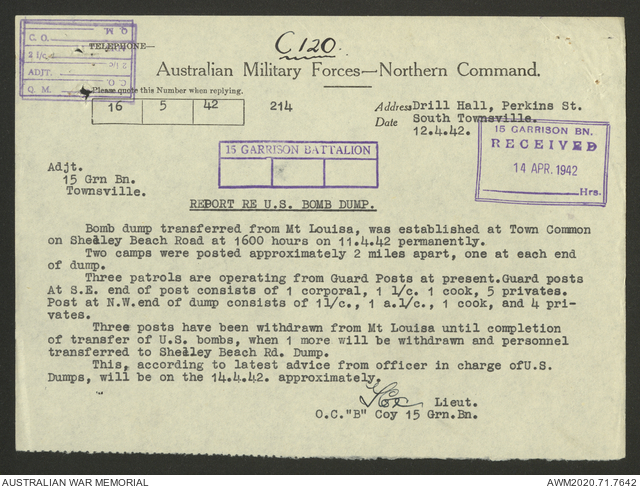 C120.
Q. M.
C. O.
2 I/c.
ADJT.
Q. M.
TELEPHONE—
Australian Military Forces—Northern Command.
Please quote this Number when replying.
16 5 42 214
Address Drill Hall, Perkins St.
South Townsville.
Date 12.4.42.
15 GARRISON BN.
RECEIVED
14 APR. 1942
Hrs.
15 GARRISON BATTALION
Adjt.
15 Grn Bn.
Townsville.
REPORT RE U.S. BOMB DUMP.
Bomb dump transferred from Mt Louisa, was established at Town Common
on Shelley Beach Road at 1600 hours on 11.4.42 permanently.
Two camps were posted approximately 2 miles apart, one at each end
of dump.
Three patrols are operating from Guard Posts at present.Guard posts
At S.E. end of post consists of 1 corporal, 1 l/c. 1 cook, 5 privates.
Post at N.W.end of dump consists of 1l/c., 1 a.l/c., 1 cook, and 4 pri-
vates.
Three posts have been withdrawn from Mt Louisa until completion
of transfer of U.S. bombs, when 1 more will be withdrawn and personnel
transferred to Shelley Beach Rd. Dump.
This, according to latest advice from officer in charge ofU.S.
Dumps, will be on the 14.4.42. approximately.
Lieut.
O.C."B" Coy 15 Grn.Bn.
AUSTRALIAN WAR MEMORIAL
AWM2020.71.7642